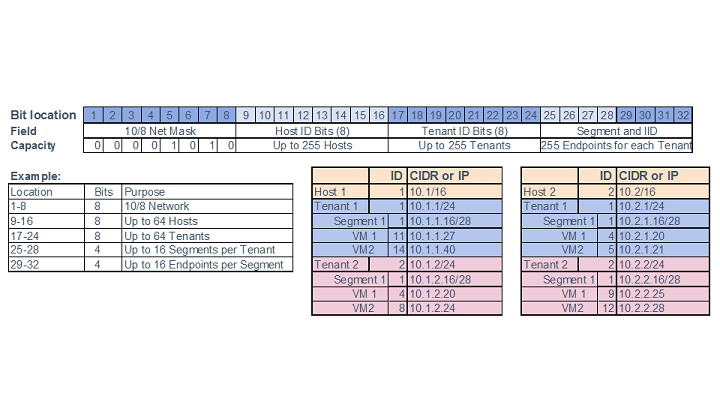 Bit location 1 2 3 4 5 6 7 8 9 10 11 12 13 14 15 16 17 18 19 20 21 22 23 24 25 26 27 28 29 30 31 32
Field 10/8 Net Mask Host ID Bits (8) Tenant ID Bits (8) Segment and IID
Capacity 0 0 0 0 1 0 1 0 Up to 255 Hosts Up to 255 Tenants 255 Endpoints for each Tenant
Example:
Location Bits Purpose
1-8 8 10/8 Network
9-16 8 Up to 64 Hosts
17-24 8 Up to 64 Tenants
25-28 4 Up to 16 Segments per Tenant
29-32 4 Up to 16 Endpoints per Segment
ID CIDR or IP
Host 1 1 10.1/16
Tenant 1 1 10.1.1/24
Segment 1 1 10.1.1.16/28
VM 1 11 10.1.1.27
VM2 14 10.1.1.40
Tenant 2 2 10.1.2/24
Segment 1 1 10.1.2.16/28
VM 1 4 10.1.2.20
VM2 8 10.1.2.24
ID CIDR or IP
Host 2 2 10.2/16
Tenant 1 1 10.2.1/24
Segment 1 1 10.2.1.16/28
VM 1 4 10.2.1.20
VM2 5 10.2.1.21
Tenant 2 2 10.2.2/24
Segment 1 1 10.2.2.16/28
VM 1 9 10.2.2.25
VM2 12 10.2.2.28